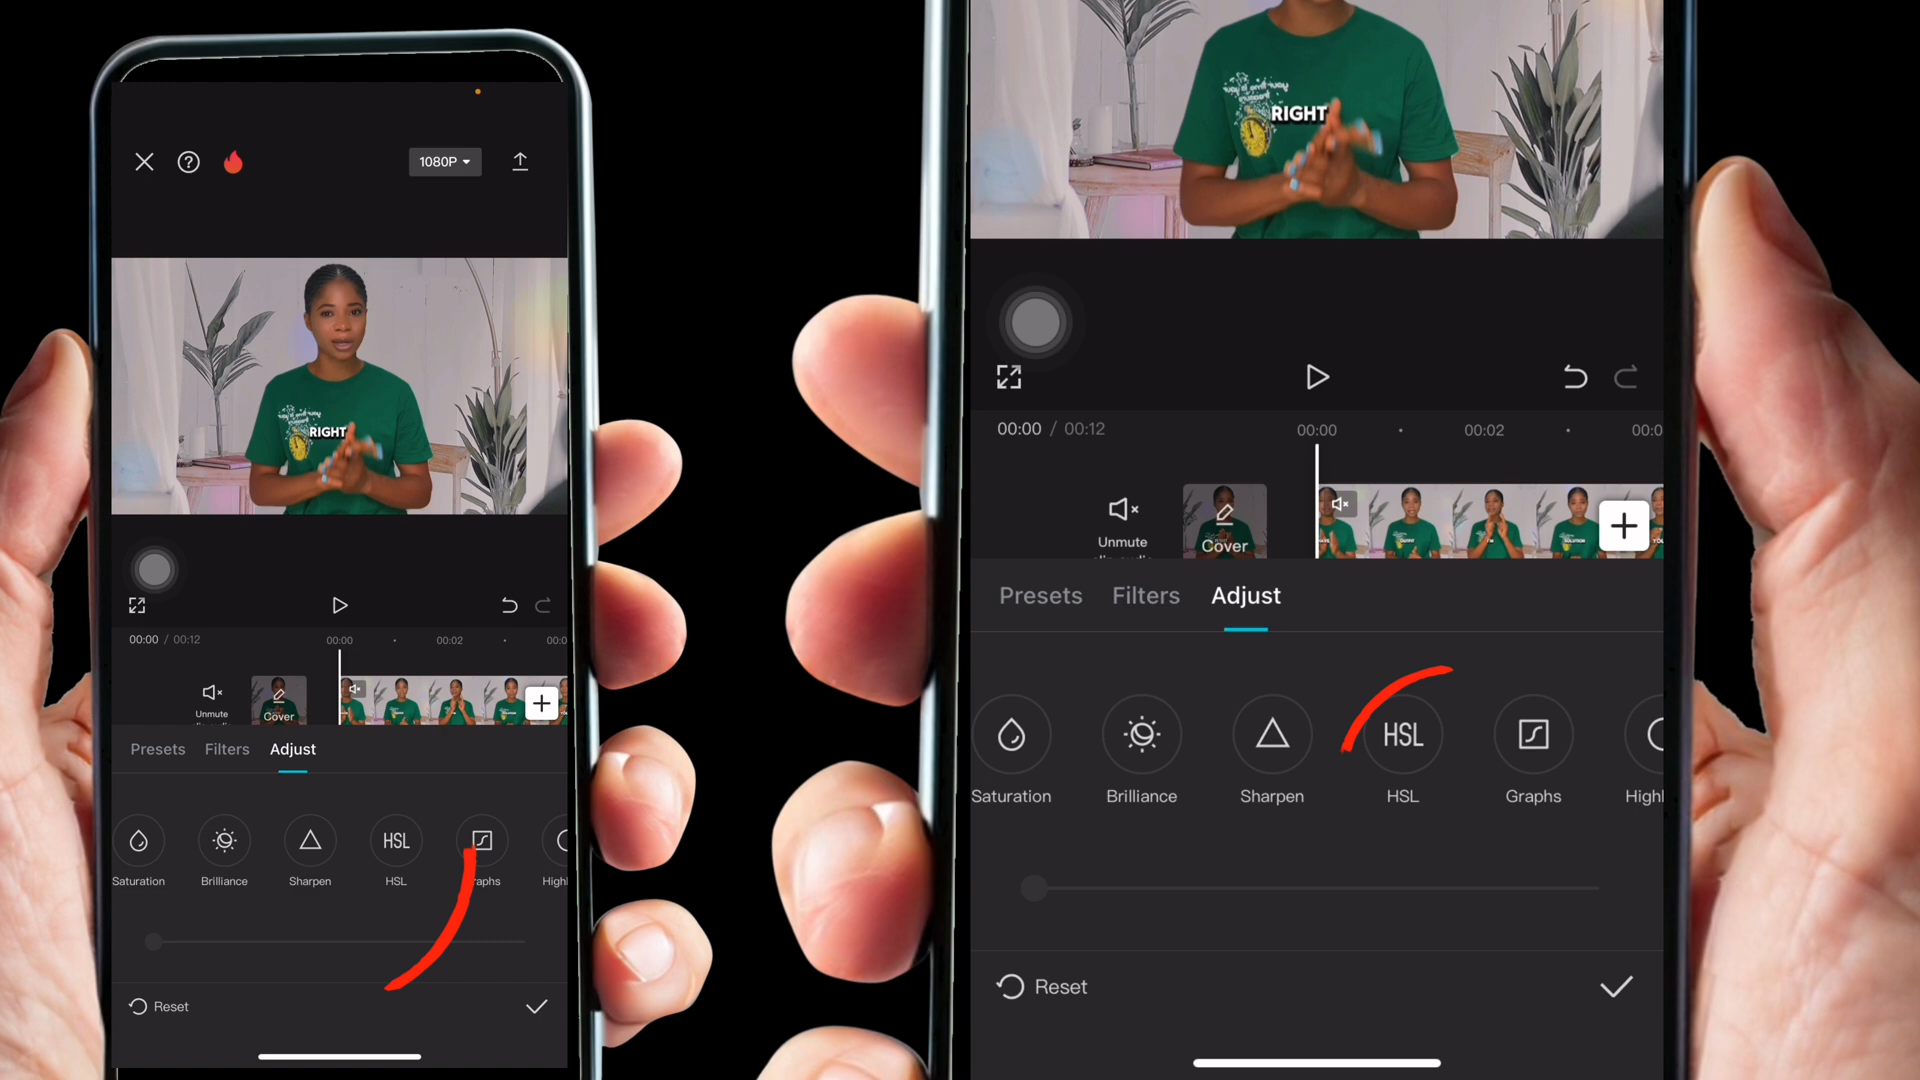 1080P
RIGHT
00:00 / 00:12
00:00
00:02
Unmute
Cover
Presets
Filters
Adjust
Saturation
Brilliance
Sharpen
HSL
HSL
Reset
RIGHT
00:00 / 00:12
00:00
00:02
Unmute
Cover
Presets
Filters
Adjust
Saturation
Brilliance
Sharpen
HSL
HSL
Graphs
Reset